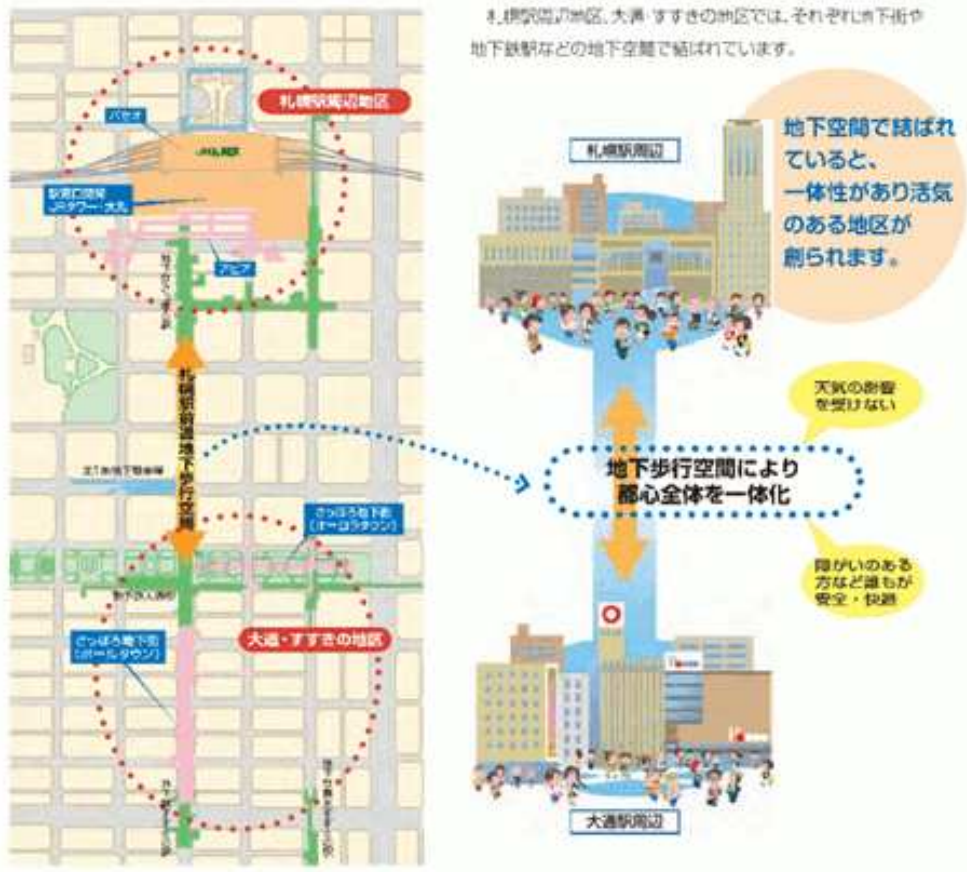 札幌駅周辺地区、大通・すすきの地区では、それぞれ地下街や
地下鉄駅などの地下空間で結ばれています。
札幌駅周辺地区
パセオ
JR札幌駅
駅南口開発
JRタワー・大丸
アピア
札幌駅前通地下歩行空間
さっぽろ地下街
(オーロラタウン)
大通・すすきの地区
さっぽろ地下街
(ポールタウン)
札幌駅周辺
地下空間で結ばれ
ていると、
一体性があり活気
のある地区が
創られます。
天気の影響
を受けない
地下歩行空間により
都心全体を一体化
障がいのある
方など誰もが
安全・快適
大通駅周辺